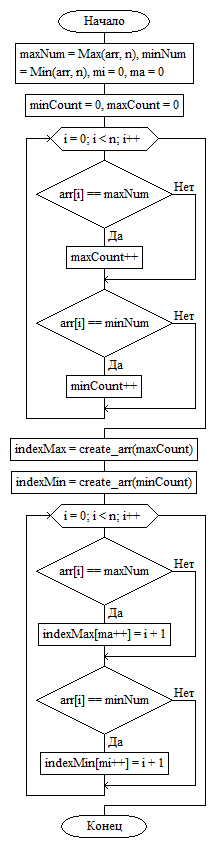 Начало
maxNum = Max(arr, n), minNum
= Min(arr, n), mi = 0, ma = 0
minCount = 0, maxCount = 0
i = 0; i < n; i++
arr[i] == maxNum
Нет
Да
maxCount++
arr[i] == minNum
Нет
Да
minCount++
indexMax = create_arr(maxCount)
indexMin = create_arr(minCount)
i = 0; i < n; i++
arr[i] == maxNum
Нет
Да
indexMax[ma++] = i + 1
arr[i] == minNum
Нет
Да
indexMin[mi++] = i + 1
Конец